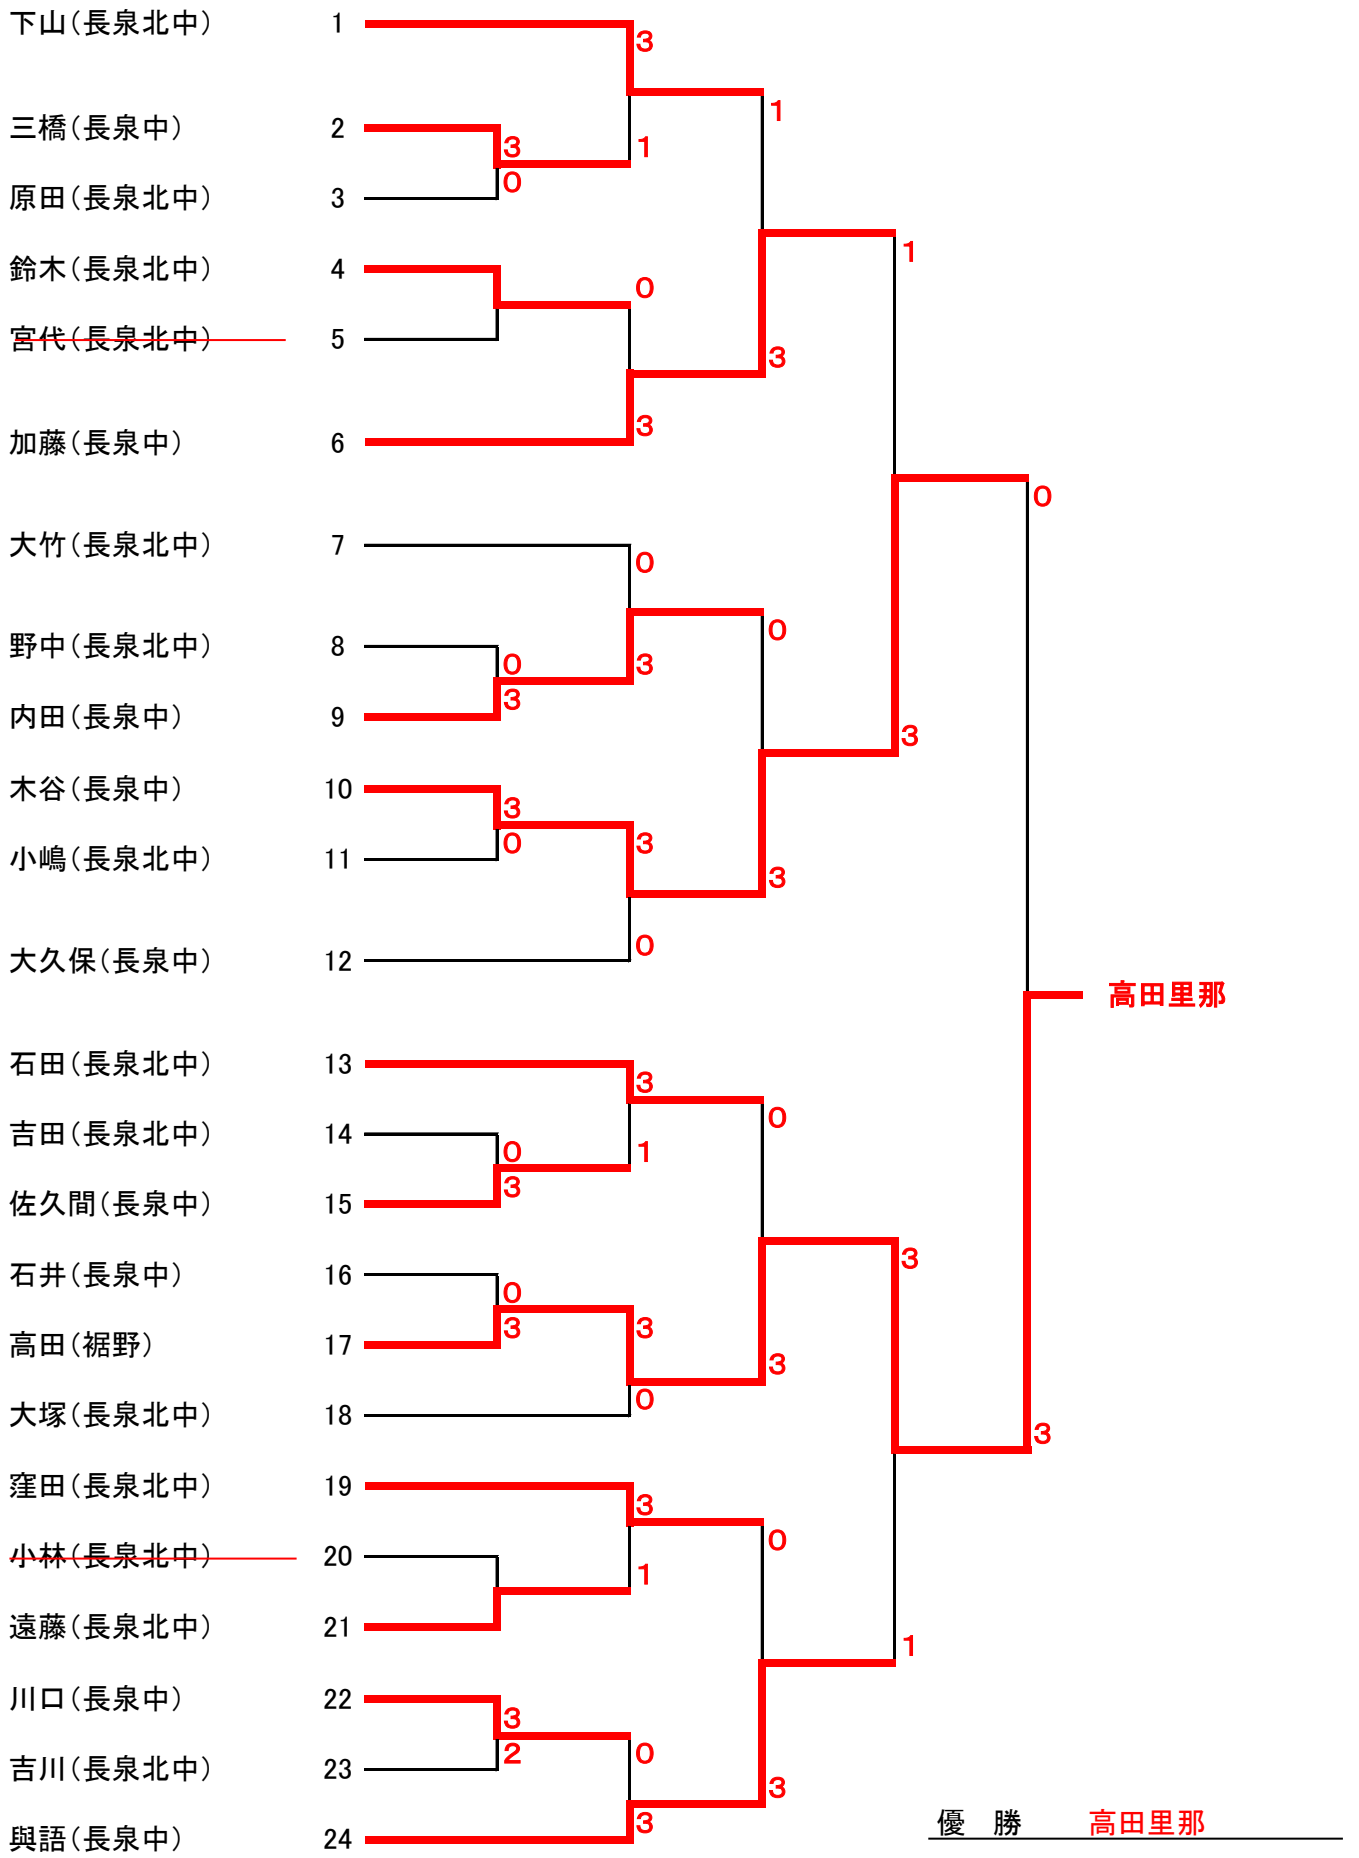 下山(長泉北中) 1
3
1
三橋(長泉中) 2
3
1
0
原田(長泉北中) 3
1
鈴木(長泉北中) 4
0
宮代(長泉北中) 5
3
3
加藤(長泉中) 6
0
大竹(長泉北中) 7
0
0
野中(長泉北中) 8
0
3
3
内田(長泉中) 9
3
木谷(長泉中) 10
3
3
0
小嶋(長泉北中) 11
3
0
大久保(長泉中) 12
高田里那
石田(長泉北中) 13
3
0
吉田(長泉北中) 14
0
1
3
佐久間(長泉中) 15
3
石井(長泉中) 16
0
3
3
高田(裾野) 17
3
0
大塚(長泉北中) 18
3
窪田(長泉北中) 19
3
0
小林(長泉北中) 20
1
遠藤(長泉北中) 21
1
川口(長泉中) 22
3
2
0
吉川(長泉北中) 23
3
3
與語(長泉中) 24
優 勝 高田里那